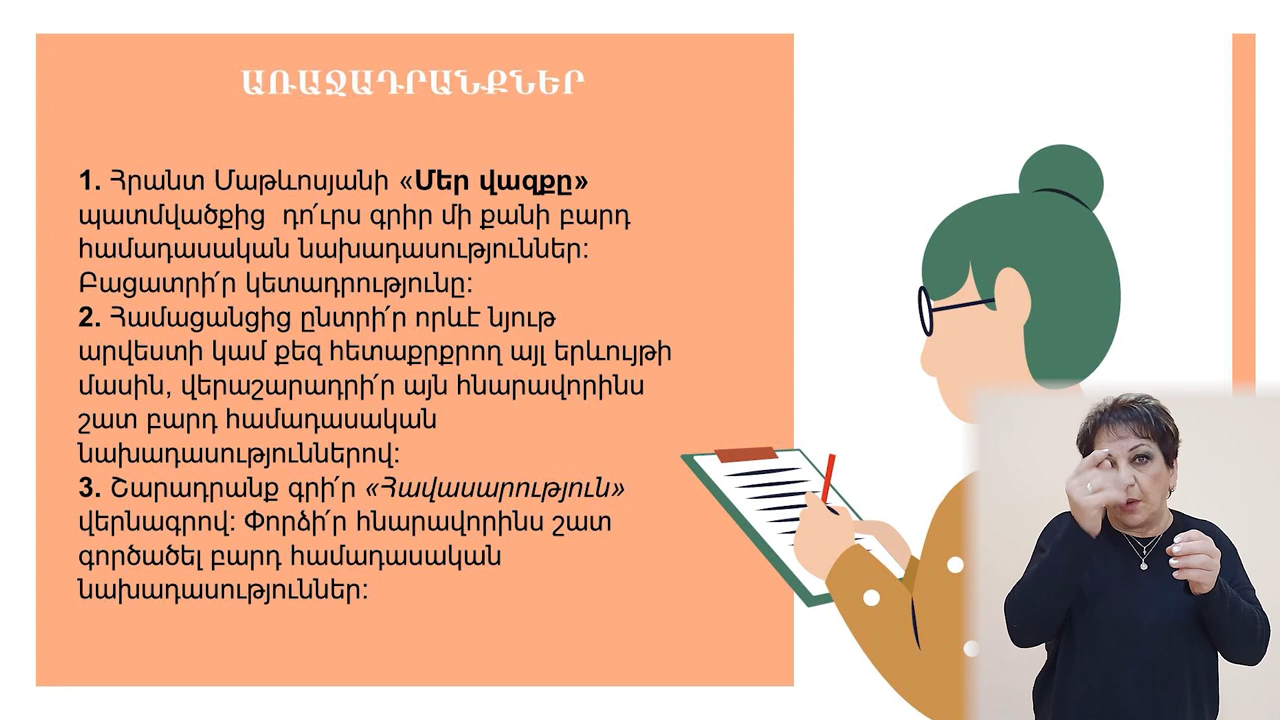 ԱՌԱՋԱԴՐԱՆՔՆԵՐ
1. Հրանտ Մաթևոսյանի «Մեր վազքը»
պատմվածքից դո՛ւրս գրիր մի քանի բարդ
համադասական նախադասություններ:
Բացատրի՛ր կետադրությունը:
2. Համացանցից ընտրի՛ր որևէ նյութ
արվեստի կամ քեզ հետաքրքրող այլ երևույթի
մասին, վերաշարադրի՛ր այն հնարավորինս
շատ բարդ համադասական
նախադասություններով:
3. Շարադրանք գրի՛ր «Հավասարություն»
վերնագրով: Փորձի՛ր հնարավորինս շատ
գործածել բարդ համադասական
նախադասություններ: